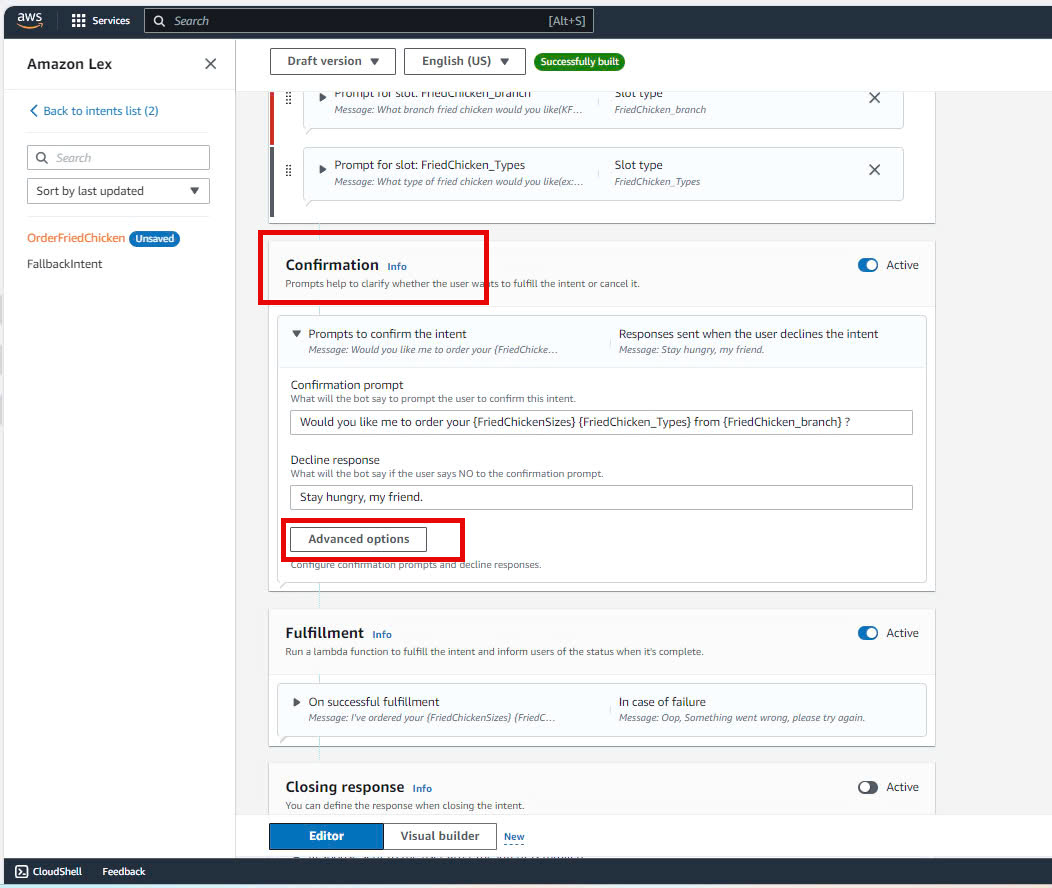 aws
Services
Search
[Alt+S]
Amazon Lex
Back to intents list (2)
Search
Sort by last updated
OrderFriedChicken Unsaved
FallbackIntent
Draft version
English (US)
Successfully built
Prompt for slot: FriedChicken_branch
Slot type
Message: What branch fried chicken would you like(KF...
FriedChicken_branch
Prompt for slot: FriedChicken_Types
Slot type
Message: What type of fried chicken would you like(ex:...
FriedChicken_Types
Confirmation Info
Active
Prompts help to clarify whether the user wants to fulfill the intent or cancel it.
Prompts to confirm the intent
Responses sent when the user declines the intent
Message: Would you like me to order your {FriedChicke...
Message: Stay hungry, my friend.
Confirmation prompt
What will the bot say to prompt the user to confirm this intent.
Would you like me to order your {FriedChickenSizes} {FriedChicken_Types} from {FriedChicken_branch} ?
Decline response
What will the bot say if the user says NO to the confirmation prompt.
Stay hungry, my friend.
Advanced options
Configure confirmation prompts and decline responses.
Fulfillment Info
Active
Run a lambda function to fulfill the intent and inform users of the status when it's complete.
On successful fulfillment
In case of failure
Message: I've ordered your {FriedChickenSizes} {FriedC...
Message: Oop, Something went wrong, please try again.
Closing response Info
Active
You can define the response when closing the intent.
Editor
Visual builder
New
CloudShell
Feedback